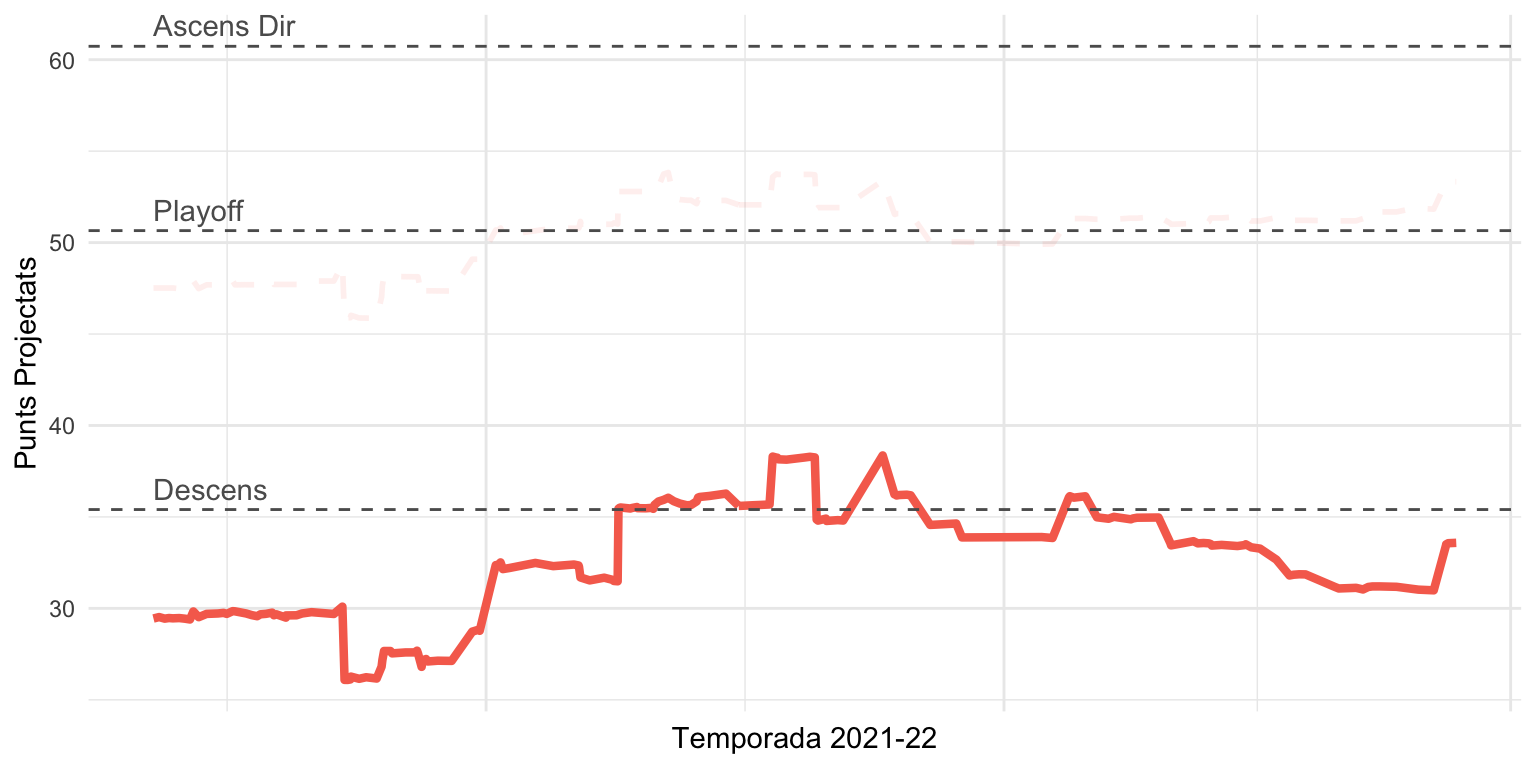 Ascens Dir
60
Playoff
50
Punts Projectats
40
Descens
30
Temporada 2021-22